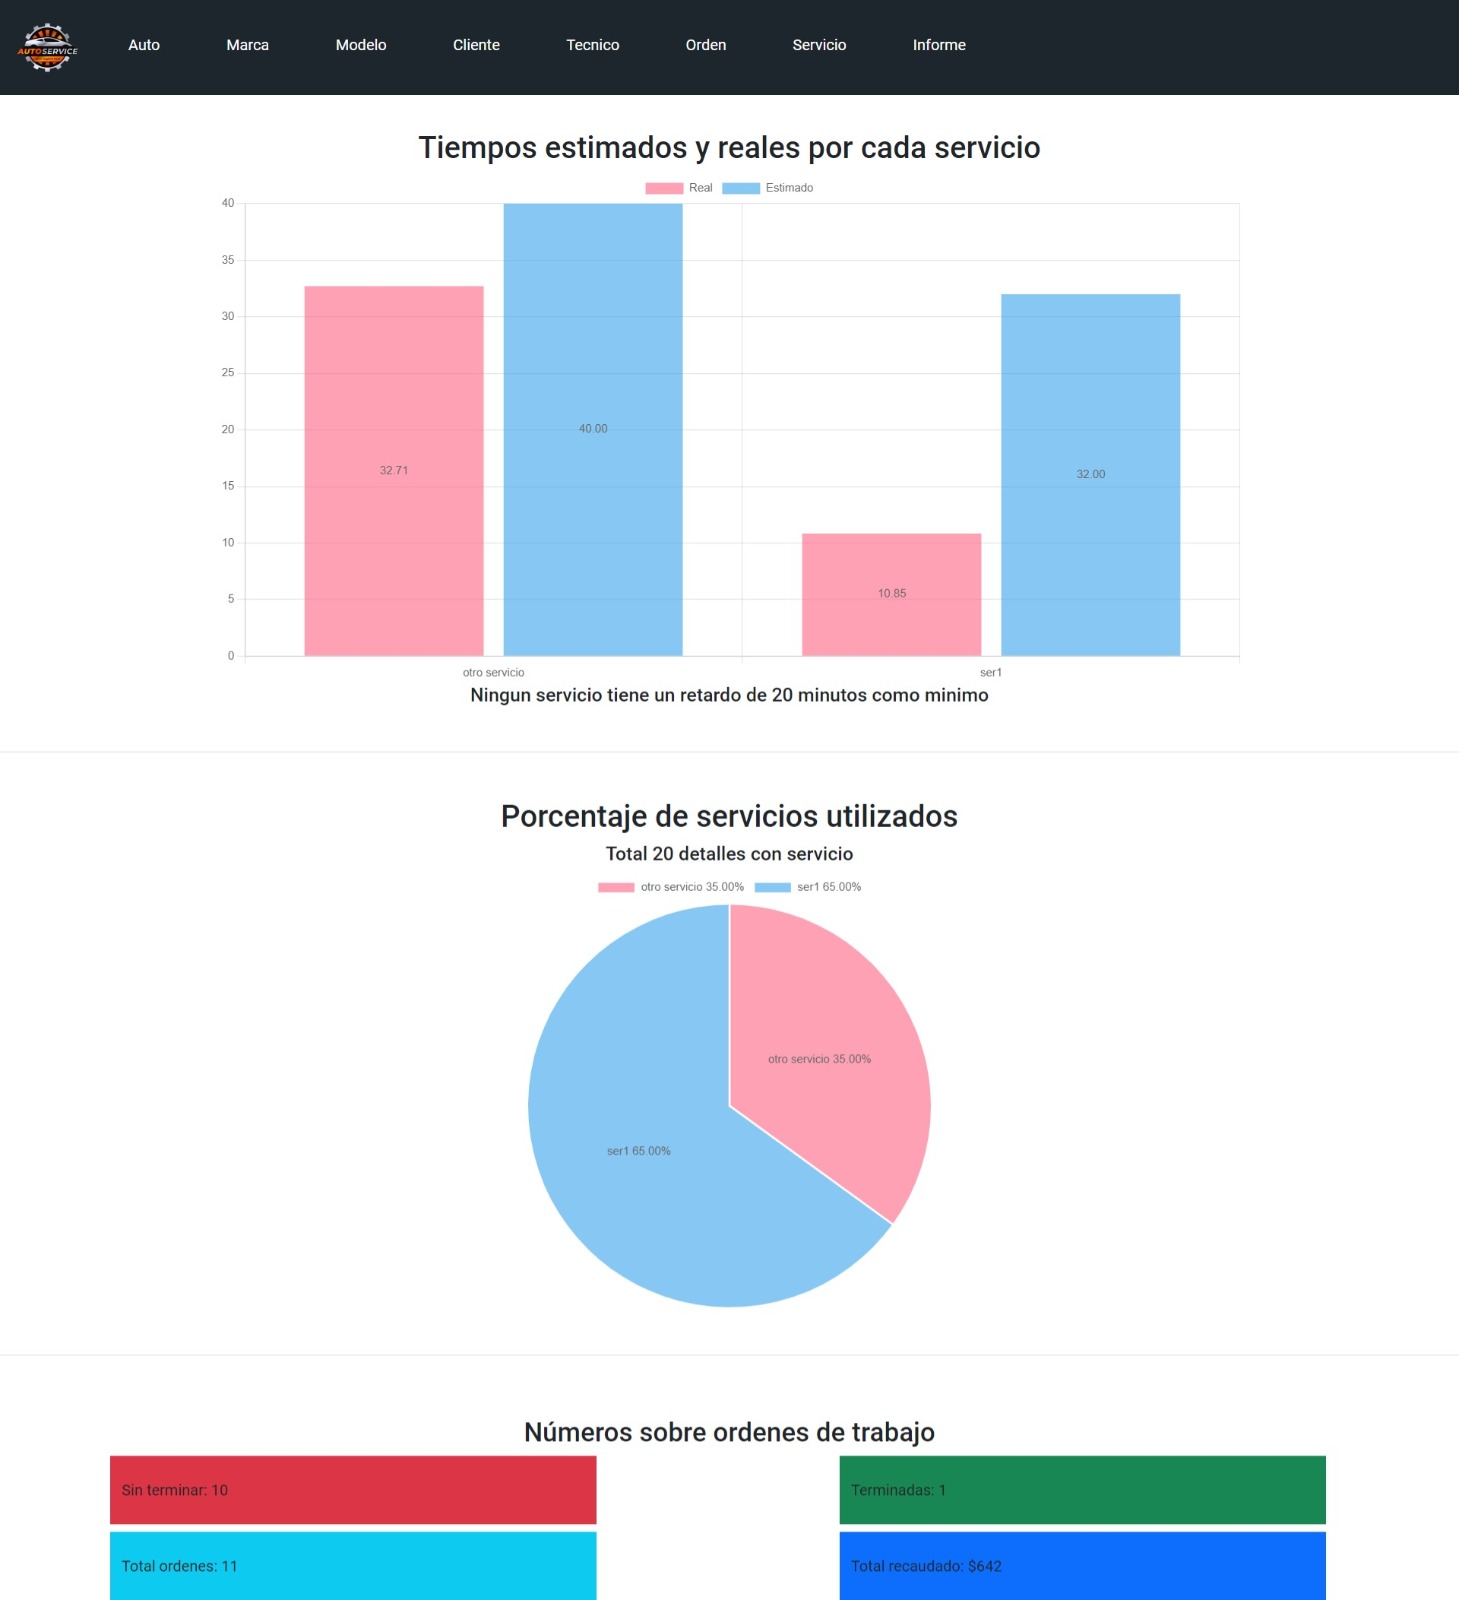 AUTOSERVICE
Auto Marca Modelo Cliente Tecnico Orden Servicio Informe
Tiempos estimados y reales por cada servicio
Real Estimado
40
35
30
25
20
15
10
5
0
32.71
40.00
10.85
32.00
otro servicio ser1
Ningun servicio tiene un retardo de 20 minutos como minimo
Porcentaje de servicios utilizados
Total 20 detalles con servicio
otro servicio 35.00% ser1 65.00%
otro servicio 35.00%
ser1 65.00%
Números sobre ordenes de trabajo
Sin terminar: 10
Terminadas: 1
Total ordenes: 11
Total recaudado: $642